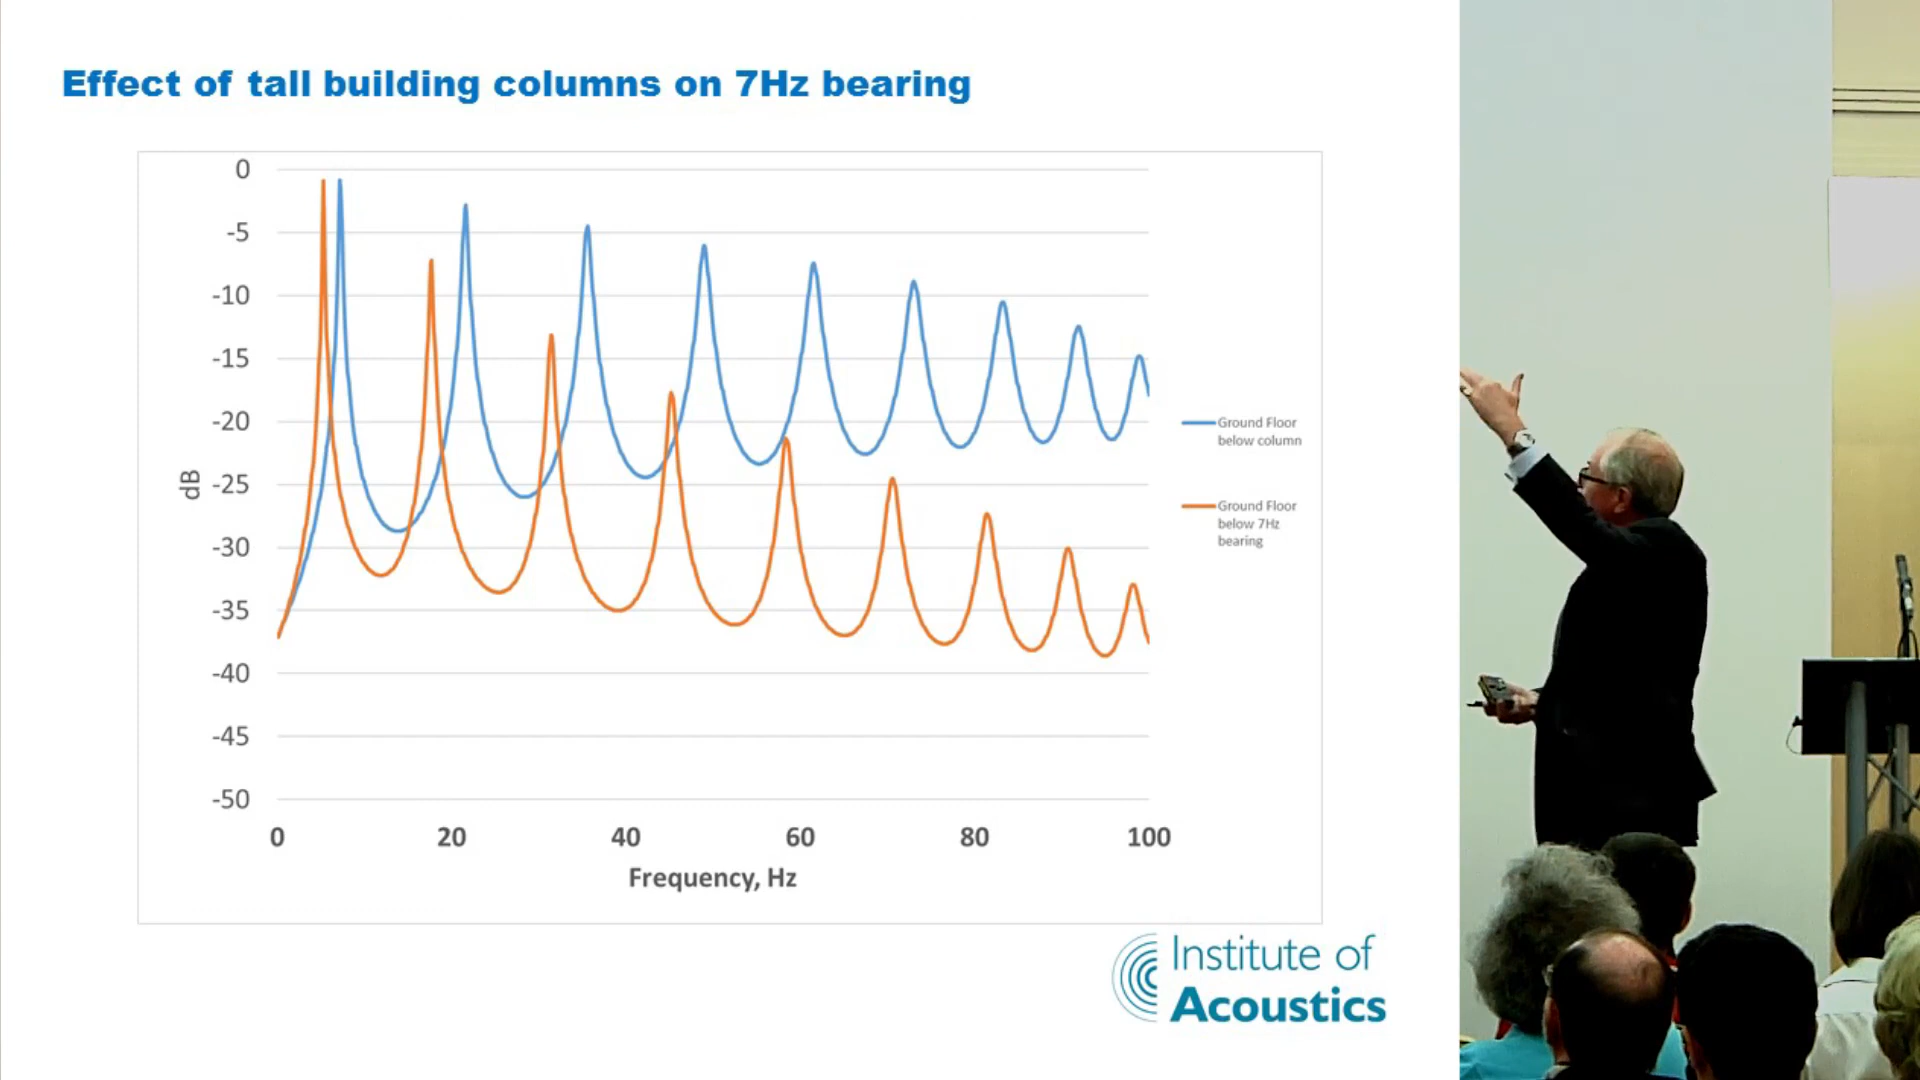 Effect of tall building columns on 7Hz bearing
0
-5
-10
-15
-20
-25
-30
-35
-40
-45
-50
dB
0 20 40 60 80 100
Frequency, Hz
Ground Floor
below column
Ground Floor
below 7Hz
bearing
Institute of
Acoustics